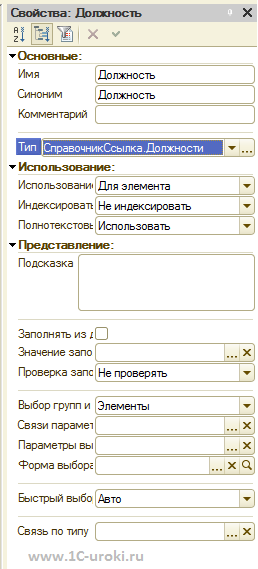 Свойства: Должность
Основные:
Имя Должность
Синоним Должность
Комментарий
Тип СправочникСсылка.Должности
Использование:
Использование Для элемента
Индексировать Не индексировать
Полнотекстовы Использовать
Представление:
Подсказка
Заполнять из д
Значение запо
Проверка запо Не проверять
Выбор групп и Элементы
Связи парамет
Параметры вы
Форма выбора
Быстрый выбо Авто
Связь по типу
www.1C-uroki.ru